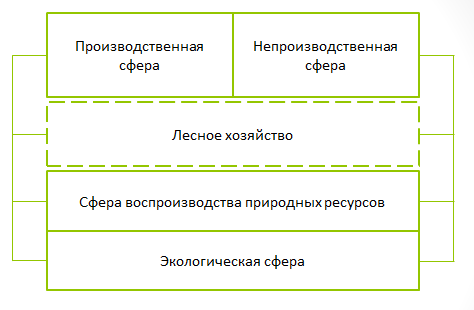 Производственная
сфера
Непроизводственная
сфера
Лесное хозяйство
Сфера воспроизводства природных ресурсов
Экологическая сфера